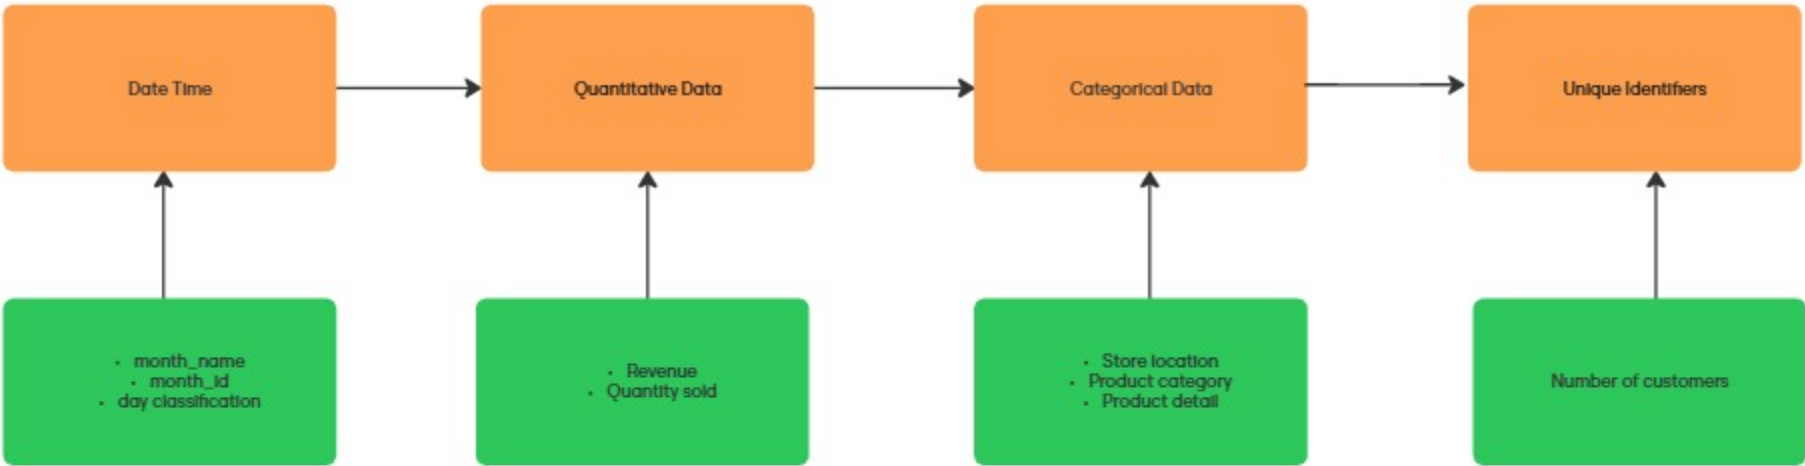 Date Time
Quantitative Data
Categorical Data
Unique Identifiers
• month_name
• month_id
• day classification
• Revenue
• Quantity sold
• Store location
• Product category
• Product detail
Number of customers